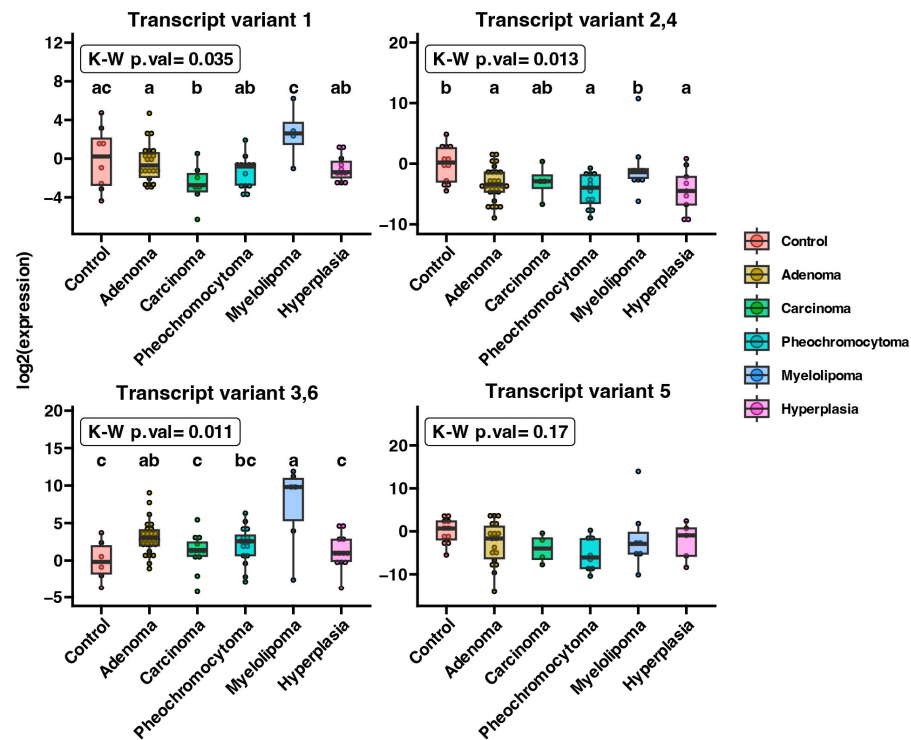 Transcript variant 1
12
8
4
0
−4
K-W p.val= 0.035
ac a b ab c ab
Control
Adenoma
Carcinoma
Pheochromocytoma
Myelolipoma
Hyperplasia
Transcript variant 2,4
20
10
0
−10
K-W p.val= 0.013
b a ab a b a
Control
Adenoma
Carcinoma
Pheochromocytoma
Myelolipoma
Hyperplasia
log2(expression)
Transcript variant 3,6
20
15
10
5
0
−5
K-W p.val= 0.011
c ab c bc a c
Control
Adenoma
Carcinoma
Pheochromocytoma
Myelolipoma
Hyperplasia
Transcript variant 5
20
10
0
−10
K-W p.val= 0.17
Control
Adenoma
Carcinoma
Pheochromocytoma
Myelolipoma
Hyperplasia
Control
Adenoma
Carcinoma
Pheochromocytoma
Myelolipoma
Hyperplasia